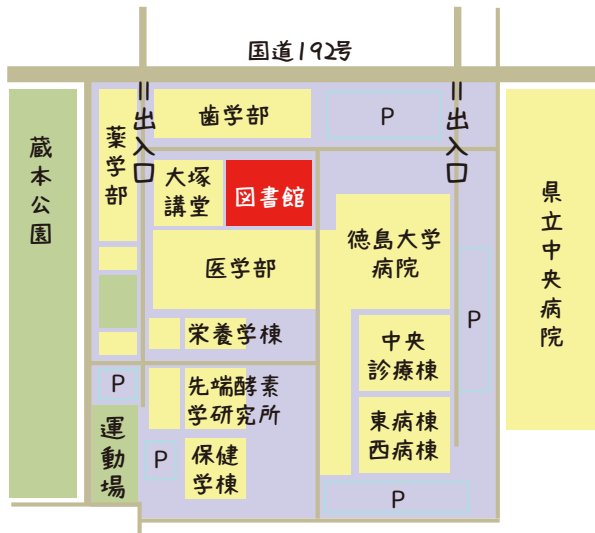 国道192号
出入口
出入口
歯学部
P
薬学部
蔵本公園
大塚
講堂
図書館
徳島大学
病院
県立中央病院
医学部
栄養学棟
P
中央
診療棟
P
先端酵素
学研究所
東病棟
西病棟
運動場
P
保健
学棟
P